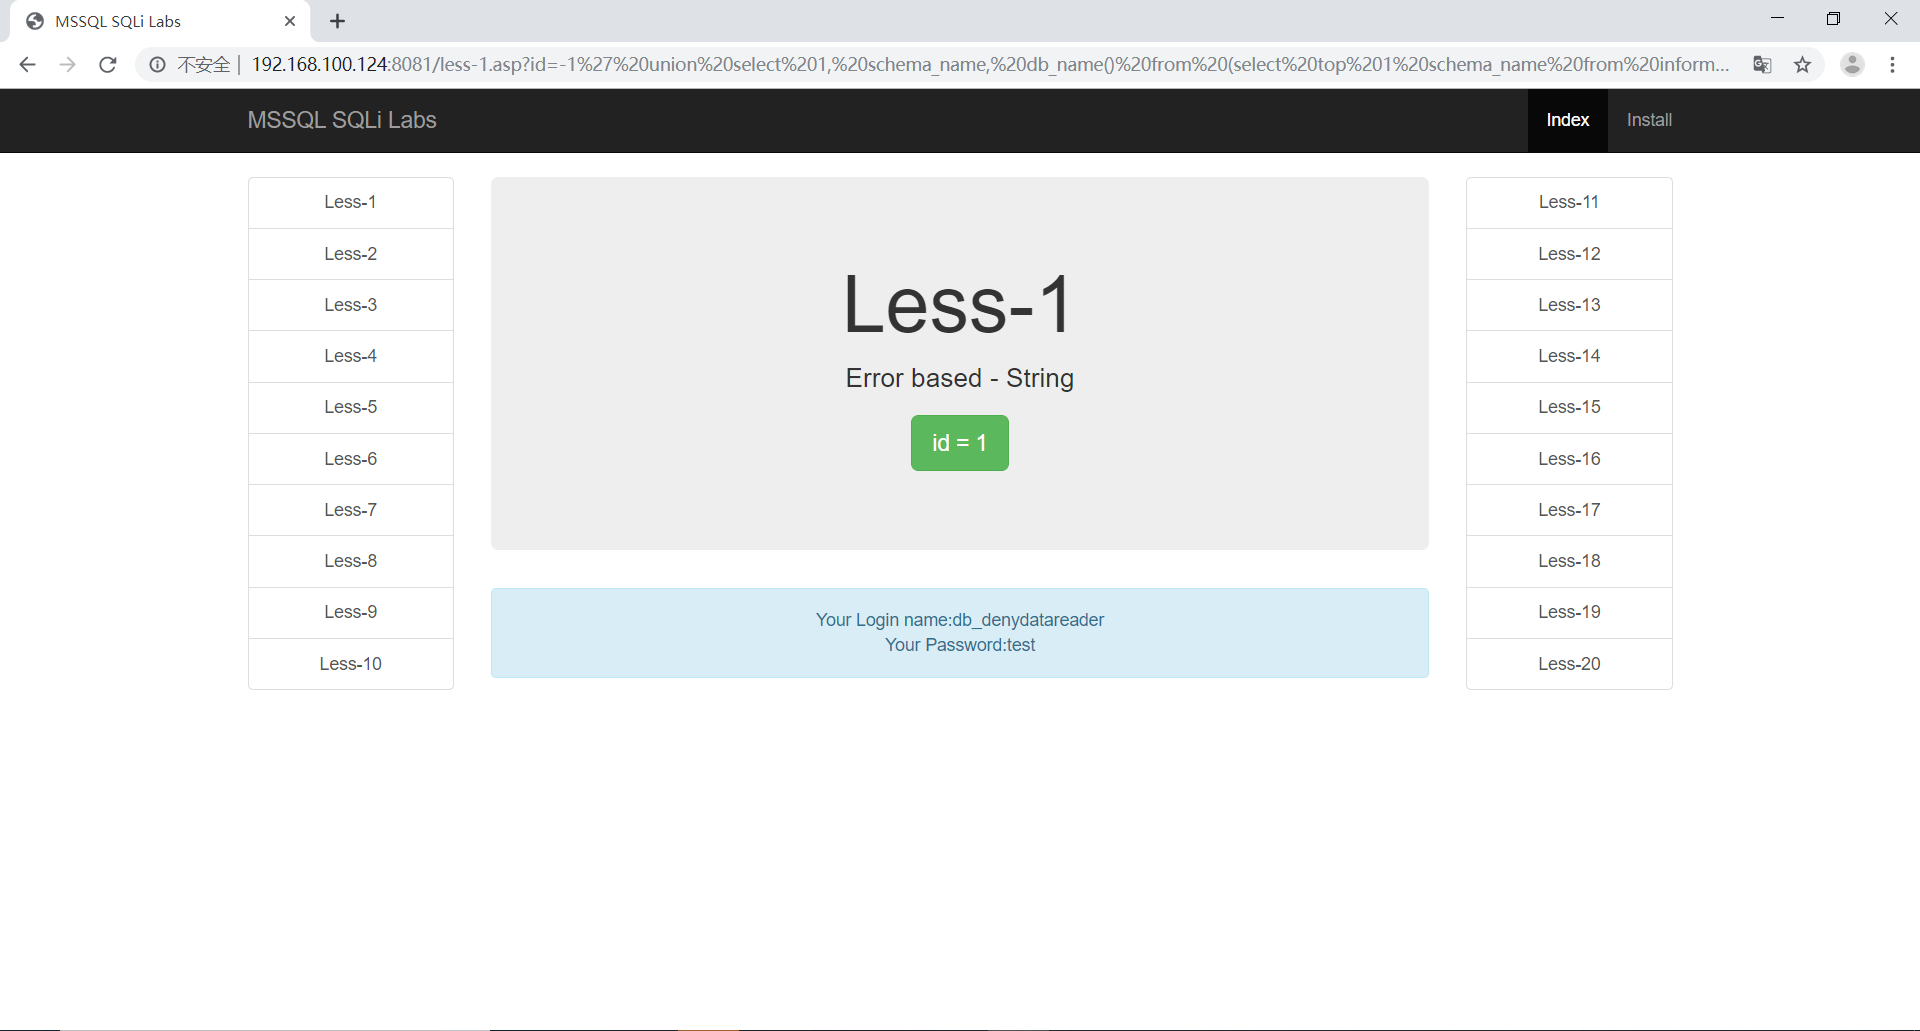 MSSQL SQLi Labs
不安全 | 192.168.100.124:8081/less-1.asp?id=-1%27%20union%20select%201,%20schema_name,%20db_name()%20from%20(select%20top%201%20schema_name%20from%20inform...
MSSQL SQLi Labs
Index
Install
Less-1
Less-2
Less-3
Less-4
Less-5
Less-6
Less-7
Less-8
Less-9
Less-10
Less-1
Error based - String
id = 1
Your Login name:db_denydatareader
Your Password:test
Less-11
Less-12
Less-13
Less-14
Less-15
Less-16
Less-17
Less-18
Less-19
Less-20